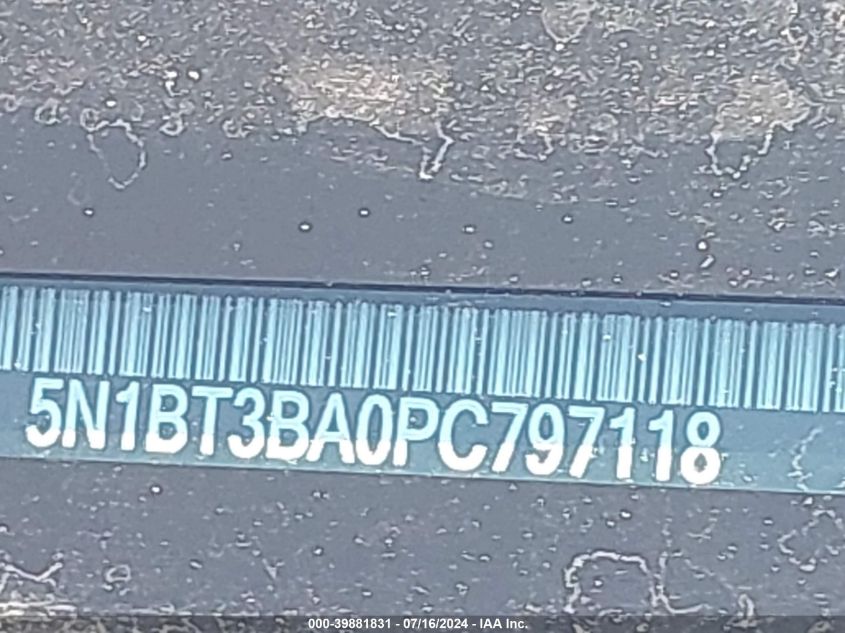 5N1BT3BA0PC797118
000-39881831 - 07/16/2024 - IAA Inc.